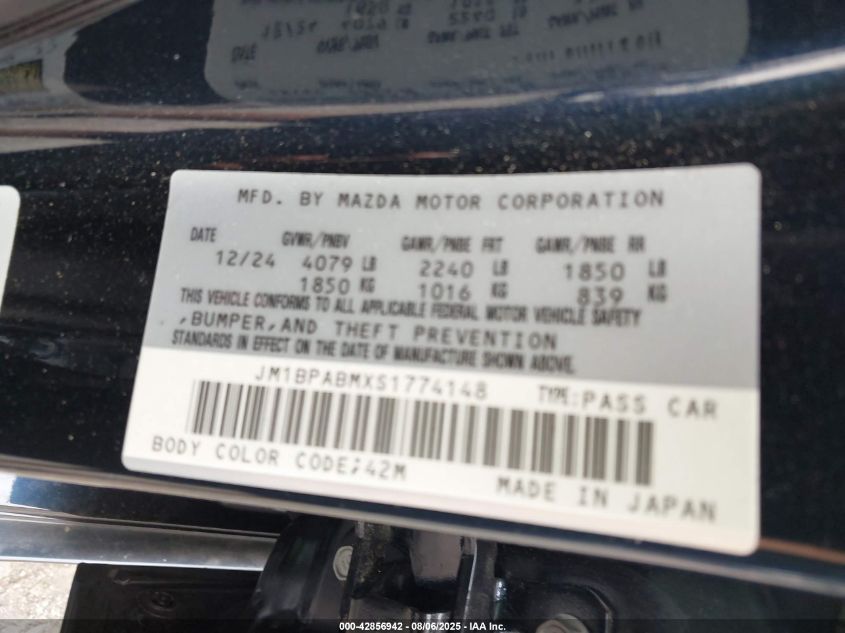 MFD. BY MAZDA MOTOR CORPORATION
DATE GVWR/PNBV GAWR/PNBE FRT GAWR/PNBE RR
12/24 4079 LB 2240 LB 1850 LB
1850 KG 1016 KG 839 KG
THIS VEHICLE CONFORMS TO ALL APPLICABLE FEDERAL MOTOR VEHICLE SAFETY
,BUMPER,AND THEFT PREVENTION
STANDARDS IN EFFECT ON THE DATE OF MANUFACTURE SHOWN ABOVE.
JM1BPABMXS1774148 TYPE:PASS CAR
BODY COLOR CODE:42M
MADE IN JAPAN
000-42856942 - 08/06/2025 - IAA Inc.